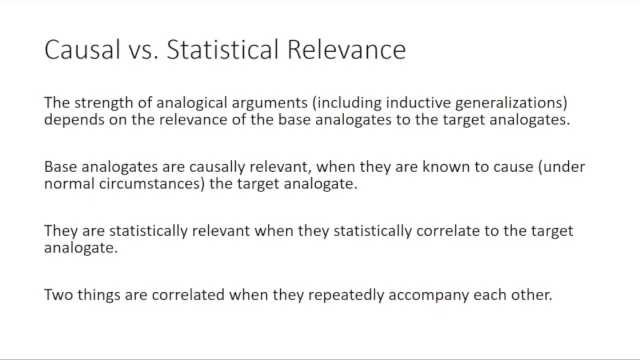 Causal vs. Statistical Relevance
The strength of analogical arguments (including inductive generalizations)
depends on the relevance of the base analogates to the target analogates.
Base analogates are causally relevant, when they are known to cause (under
normal circumstances) the target analogate.
They are statistically relevant when they statistically correlate to the target
analogate.
Two things are correlated when they repeatedly accompany each other.